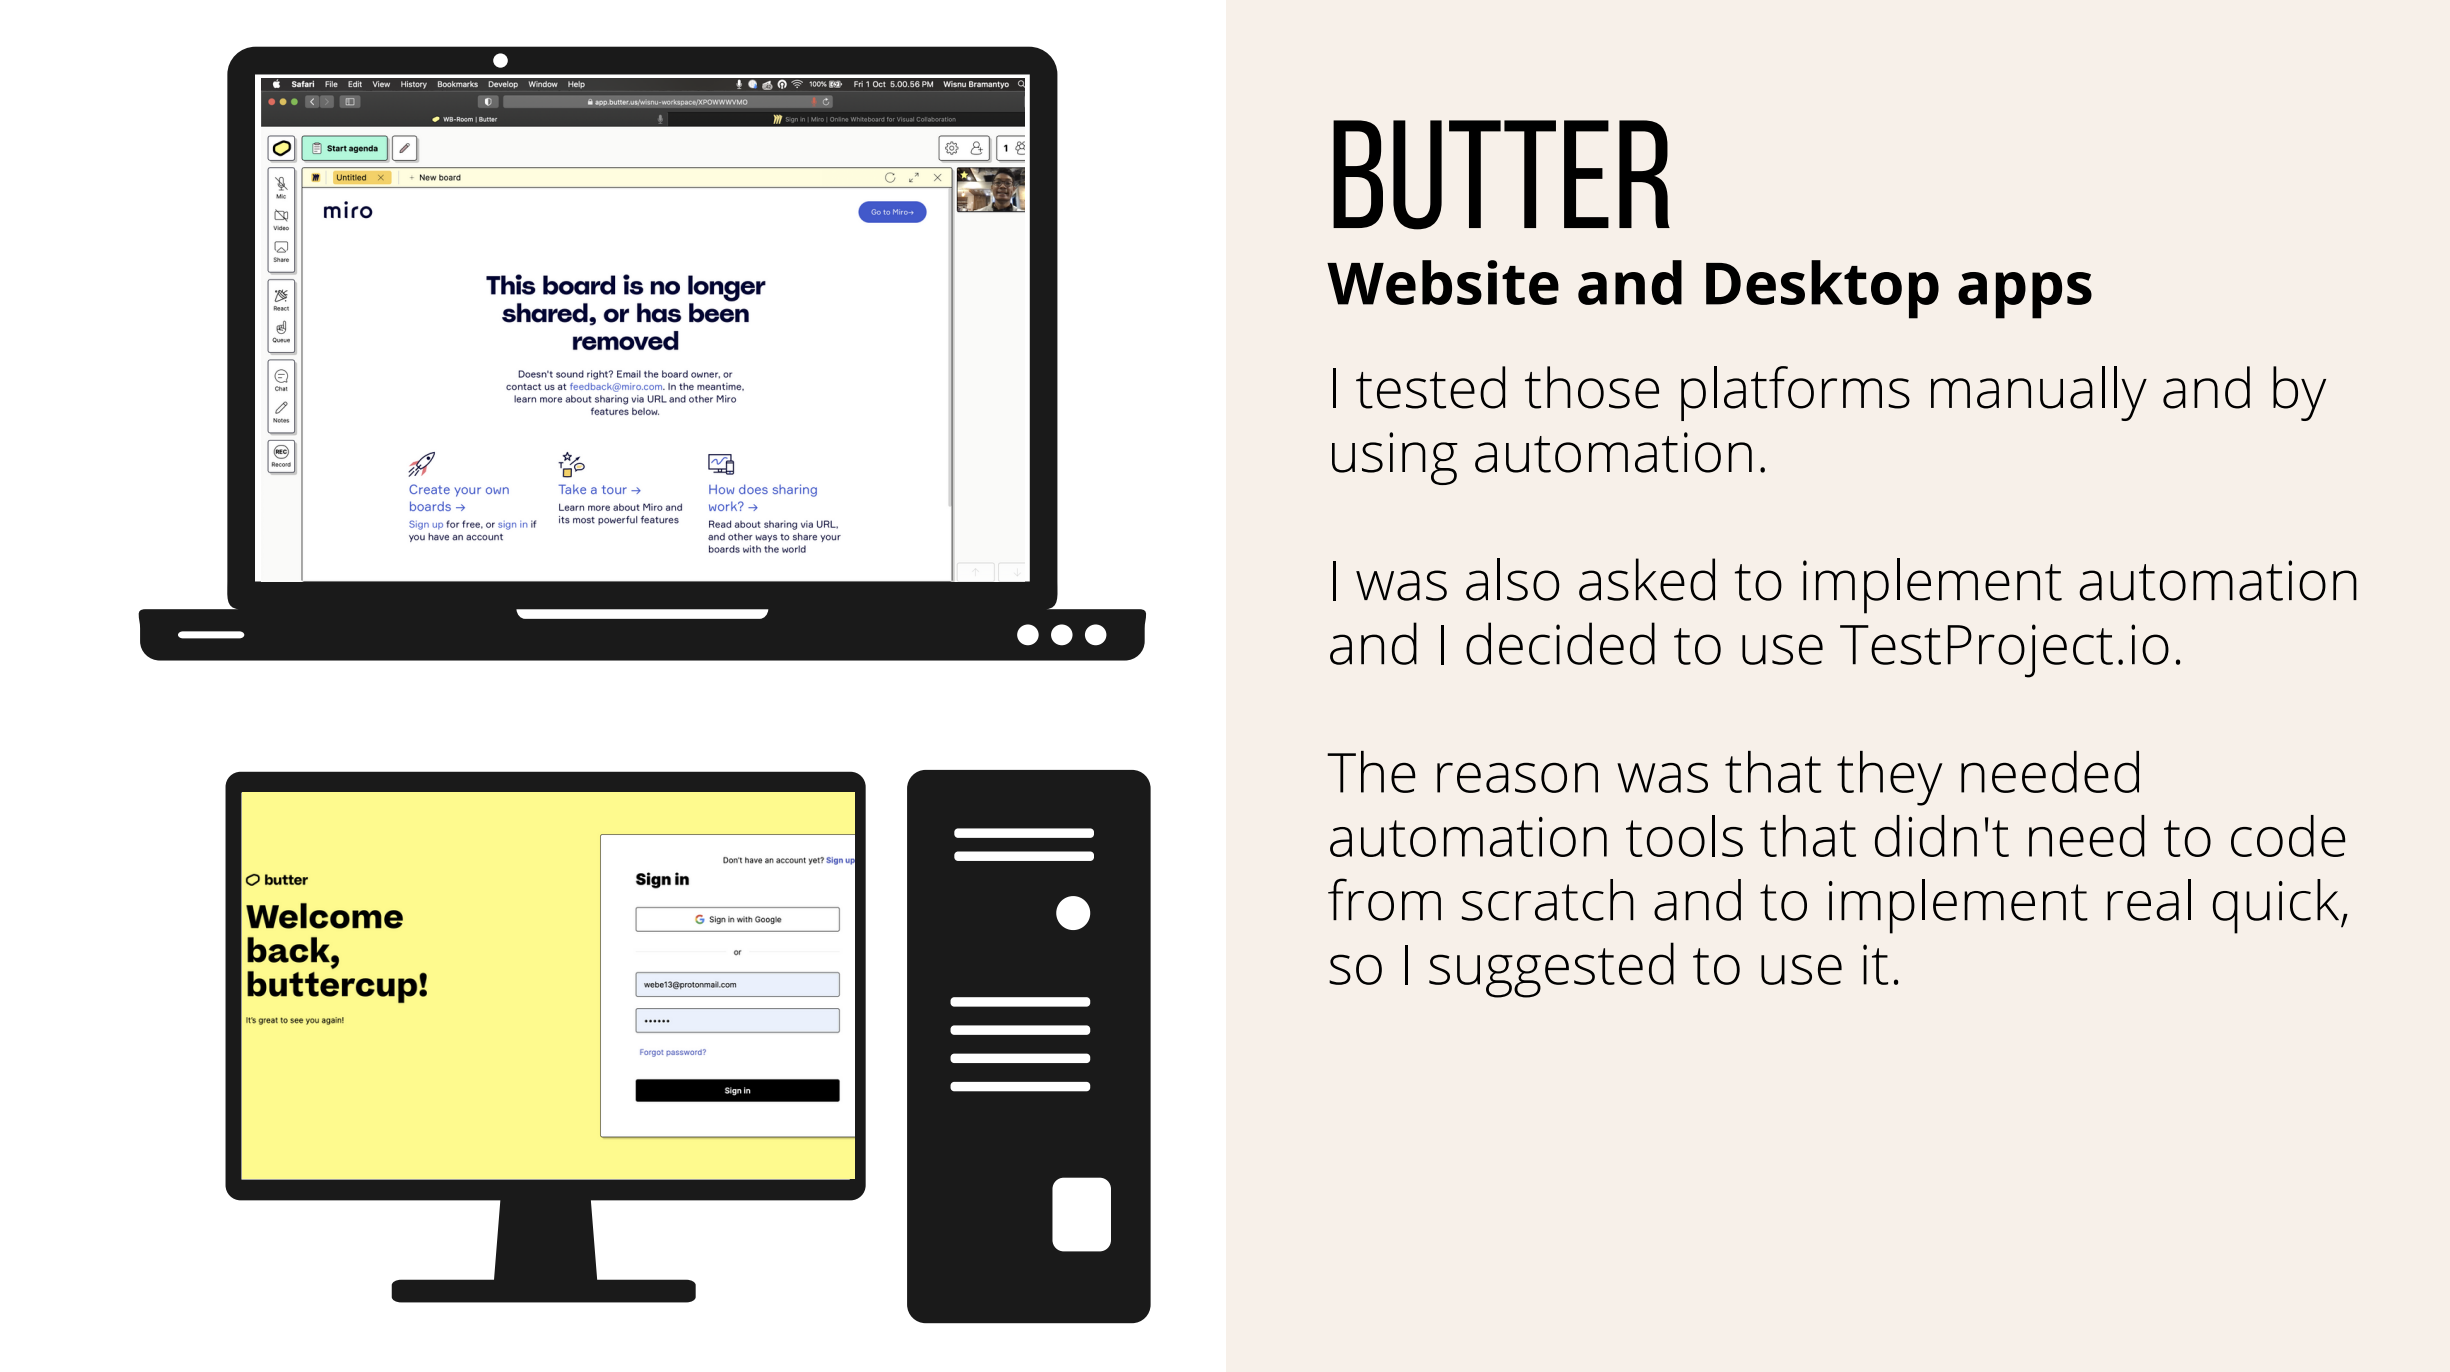 Safari File Edit View History Bookmarks Develop Window Help 100% Fri 1 Oct 5.00.56 PM Wisnu Bramantyo
app.butter.us/wisnu-workspace/XPOWWWVMO
WB-Room | Butter
Sign in | Miro | Online Whiteboard for Visual Collaboration
Start agenda
1
Untitled
+ New board
Mic
Video
Share
React
Queue
Chat
Notes
REC
Record
miro
Go to Miro→
This board is no longer
shared, or has been
removed
Doesn't sound right? Email the board owner, or
contact us at feedback@miro.com. In the meantime,
learn more about sharing via URL and other Miro
features below.
Create your own
boards →
Sign up for free, or sign in if
you have an account
Take a tour →
Learn more about Miro and
its most powerful features
How does sharing
work? →
Read about sharing via URL,
and other ways to share your
boards with the world
butter
Welcome
back,
buttercup!
It's great to see you again!
Don't have an account yet? Sign up
Sign in
Sign in with Google
or
webe13@protonmail.com
••••••
Forgot password?
Sign in
BUTTER
Website and Desktop apps
I tested those platforms manually and by
using automation.
I was also asked to implement automation
and I decided to use TestProject.io.
The reason was that they needed
automation tools that didn't need to code
from scratch and to implement real quick,
so I suggested to use it.